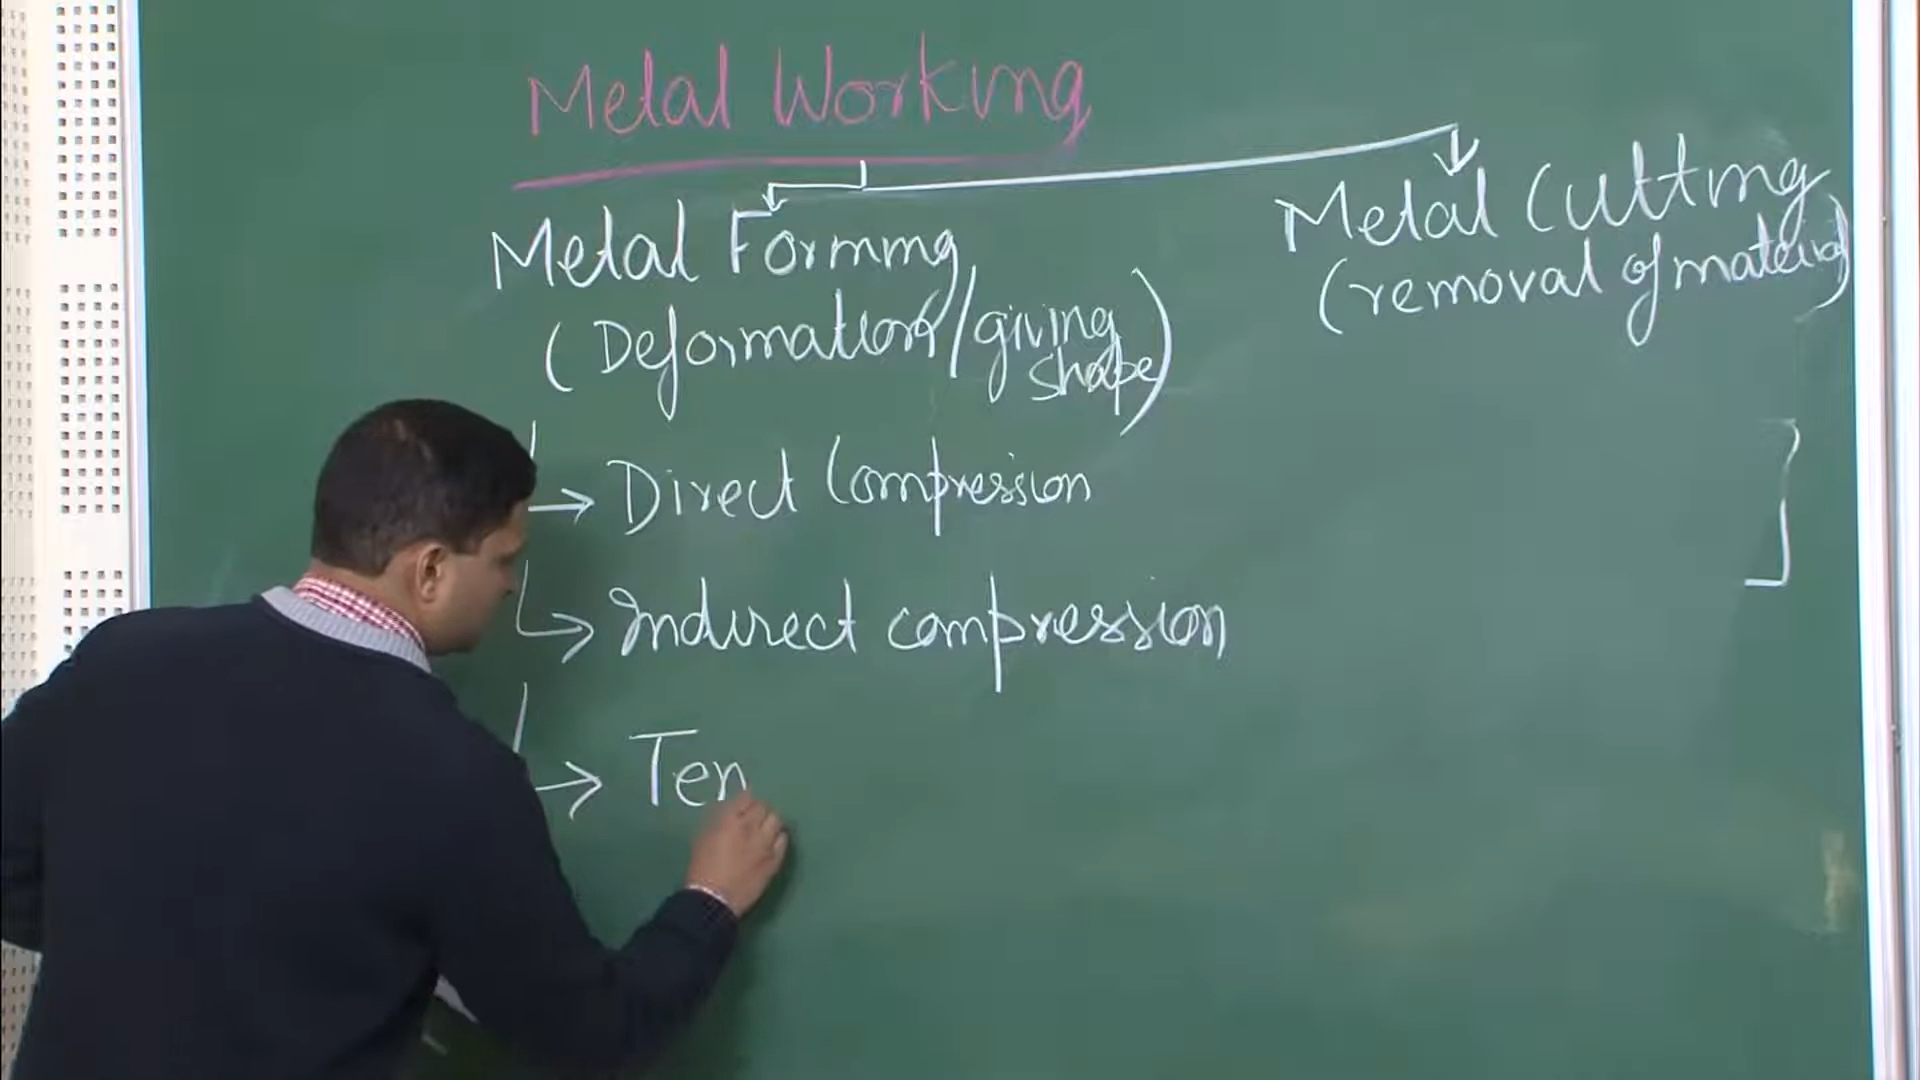 Metal Working
Metal Forming
Metal Cutting
(Deformation/giving shape)
(removal of material)
→ Direct Compression
→ Indirect compression
→ Ten